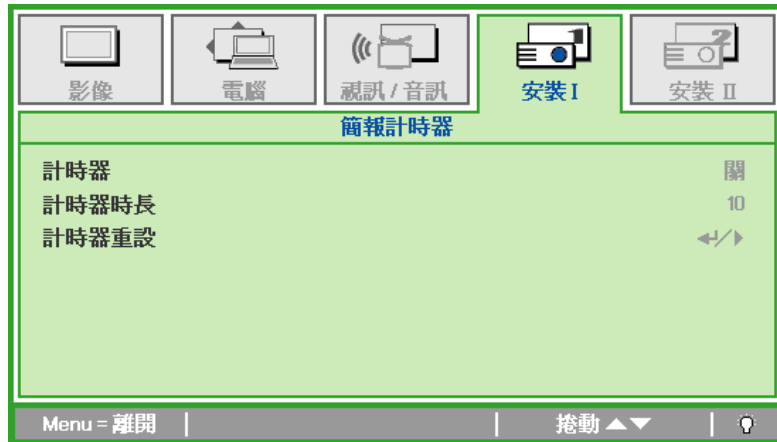 影像
電腦
視訊 / 音訊
安裝 I
安裝 II
簡報計時器
計時器 關
計時器時長 10
計時器重設
Menu = 離開
捲動